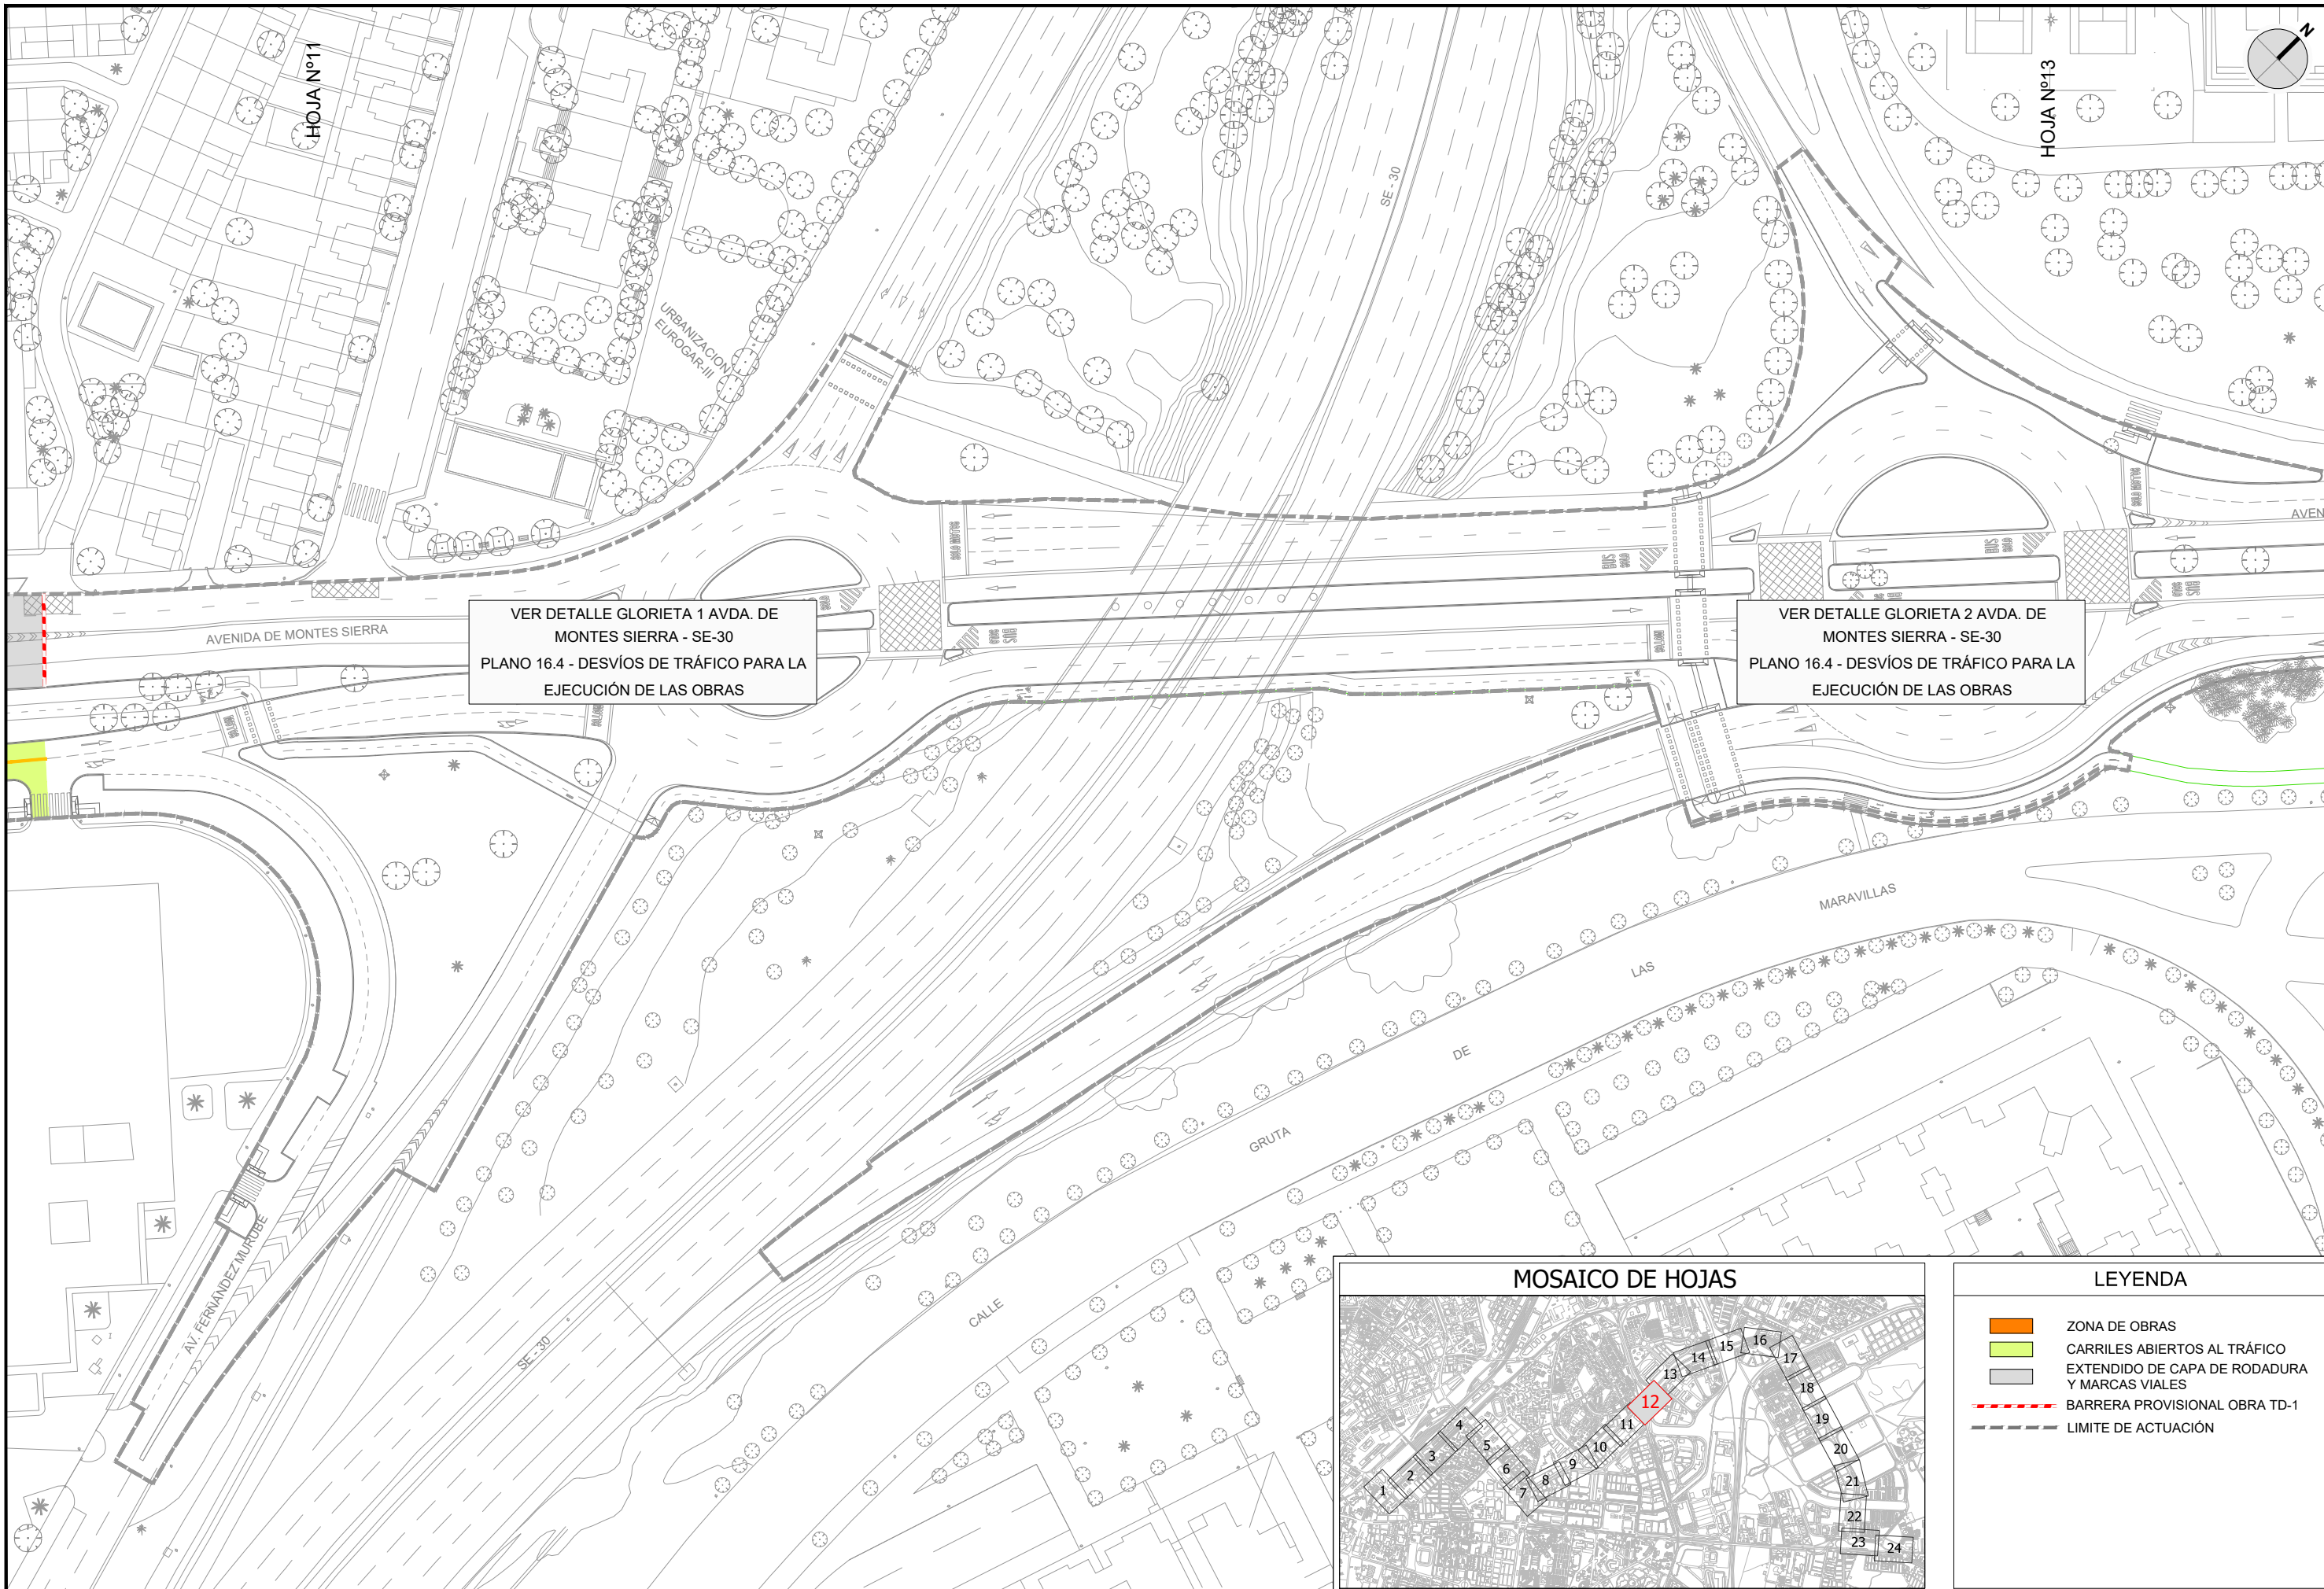 HOJA Nº11
HOJA Nº13
N
SE - 30
URBANIZACION
EUROGAR-III
AVENIDA DE MONTES SIERRA
AVEN
VER DETALLE GLORIETA 1 AVDA. DE
MONTES SIERRA - SE-30
PLANO 16.4 - DESVÍOS DE TRÁFICO PARA LA
EJECUCIÓN DE LAS OBRAS
VER DETALLE GLORIETA 2 AVDA. DE
MONTES SIERRA - SE-30
PLANO 16.4 - DESVÍOS DE TRÁFICO PARA LA
EJECUCIÓN DE LAS OBRAS
BUS
BUS
BUS
BUS
CALLE
GRUTA
DE
LAS
MARAVILLAS
AV. FERNÁNDEZ MURUBE
SE - 30
MOSAICO DE HOJAS
1
2
3
4
5
6
7
8
9
10
11
12
13
14
15
16
17
18
19
20
21
22
23
24
LEYENDA
ZONA DE OBRAS
CARRILES ABIERTOS AL TRÁFICO
EXTENDIDO DE CAPA DE RODADURA
Y MARCAS VIALES
BARRERA PROVISIONAL OBRA TD-1
LIMITE DE ACTUACIÓN